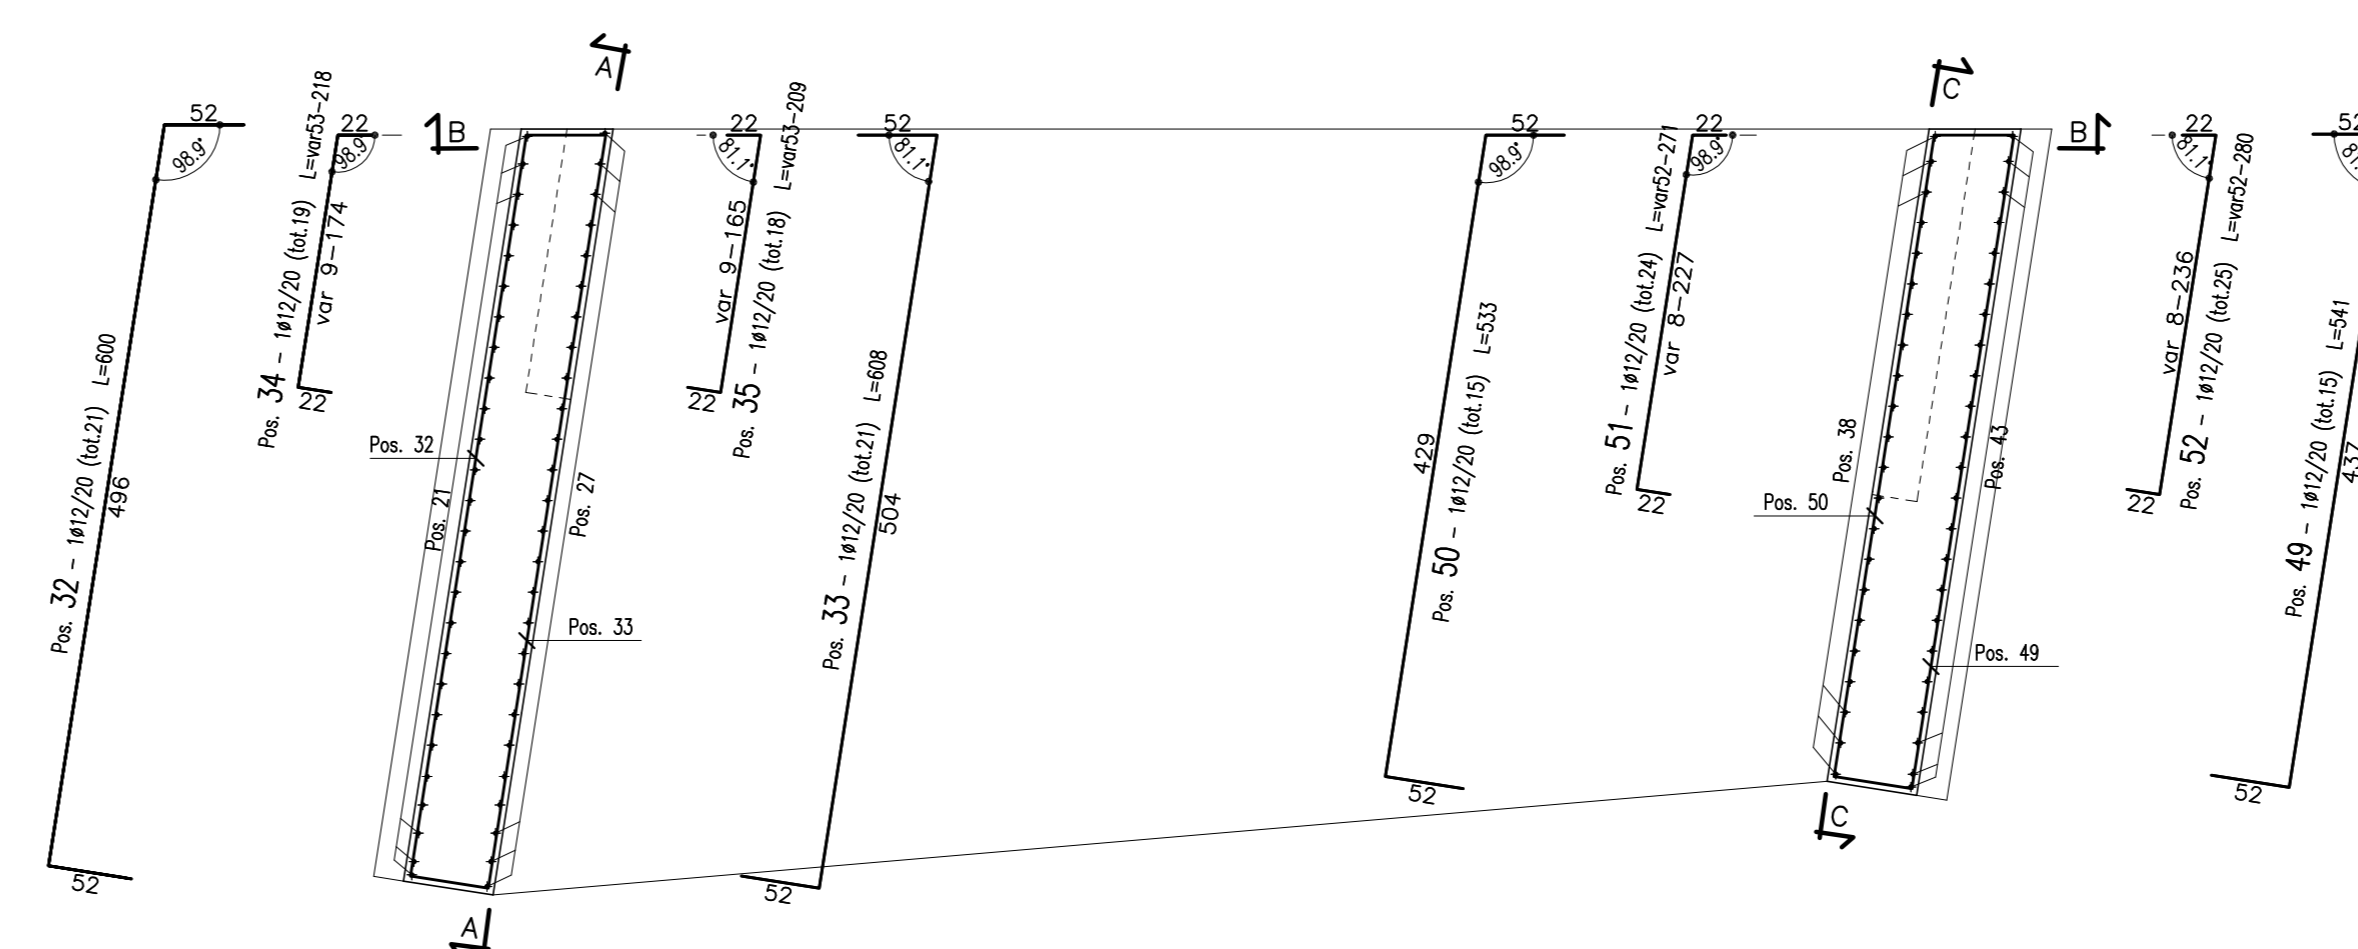 52
98.9°
Pos. 32 - 1ø12/20 (tot.21) L=600
496
52
22
98.9°
Pos. 34 - 1ø12/20 (tot.19) L=var53-218
var 9-174
22
B
A
Pos. 32
Pos. 21
Pos. 27
Pos. 33
A
22
81.1°
var 9-165
Pos. 35 - 1ø12/20 (tot.18) L=var53-209
22
52
81.1°
Pos. 33 - 1ø12/20 (tot.21) L=608
504
52
52
98.9°
429
Pos. 50 - 1ø12/20 (tot.15) L=533
52
22
98.9°
Pos. 51 - 1ø12/20 (tot.24) L=var52-271
var 8-227
22
C
B
Pos. 38
Pos. 43
Pos. 50
Pos. 49
C
22
81.1°
var 8-236
Pos. 52 - 1ø12/20 (tot.25) L=var52-280
22
52
Pos. 49 - 1ø12/20 (tot.15) L=541
437
52